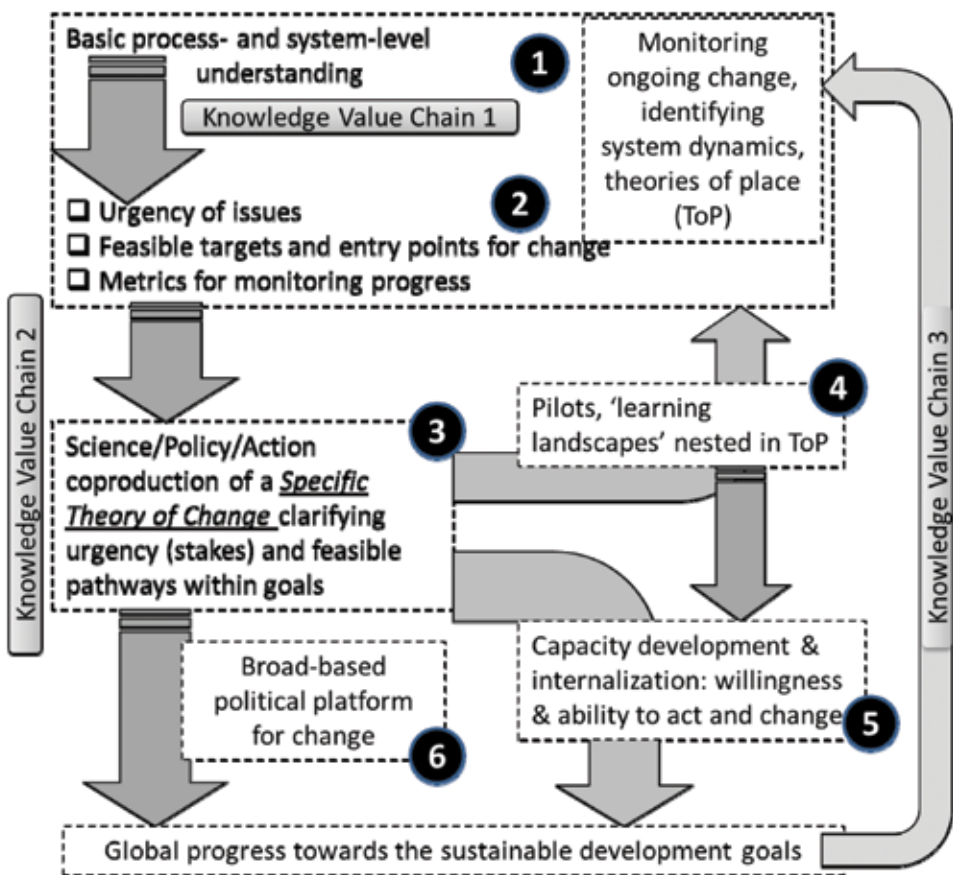 Basic process- and system-level
understanding
1
Knowledge Value Chain 1
Monitoring
ongoing change,
identifying
system dynamics,
theories of place
(ToP)
2
❑ Urgency of issues
❑ Feasible targets and entry points for change
❑ Metrics for monitoring progress
Knowledge Value Chain 2
Knowledge Value Chain 3
3
Science/Policy/Action
coproduction of a Specific
Theory of Change clarifying
urgency (stakes) and feasible
pathways within goals
4
Pilots, ‘learning
landscapes’ nested in ToP
Capacity development &
internalization: willingness
& ability to act and change
5
Broad-based
political platform
for change
6
Global progress towards the sustainable development goals